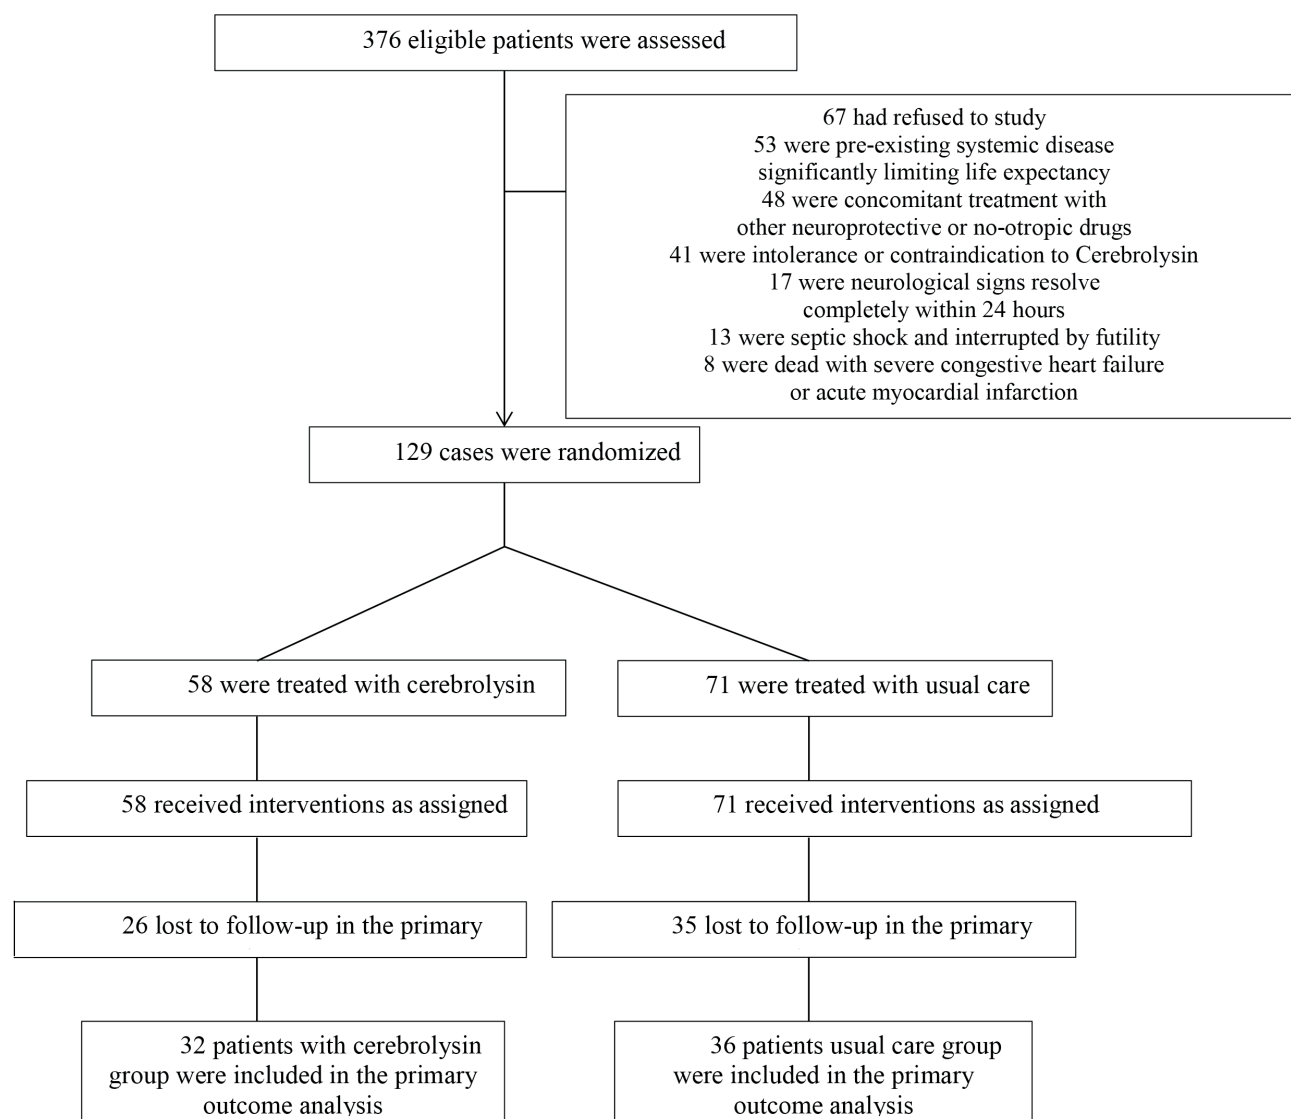 376 eligible patients were assessed
67 had refused to study
53 were pre-existing systemic disease
significantly limiting life expectancy
48 were concomitant treatment with
other neuroprotective or no-otropic drugs
41 were intolerance or contraindication to Cerebrolysin
17 were neurological signs resolve
completely within 24 hours
13 were septic shock and interrupted by futility
8 were dead with severe congestive heart failure
or acute myocardial infarction
129 cases were randomized
58 were treated with cerebrolysin
71 were treated with usual care
58 received interventions as assigned
71 received interventions as assigned
26 lost to follow-up in the primary
35 lost to follow-up in the primary
32 patients with cerebrolysin
group were included in the primary
outcome analysis
36 patients usual care group
were included in the primary
outcome analysis